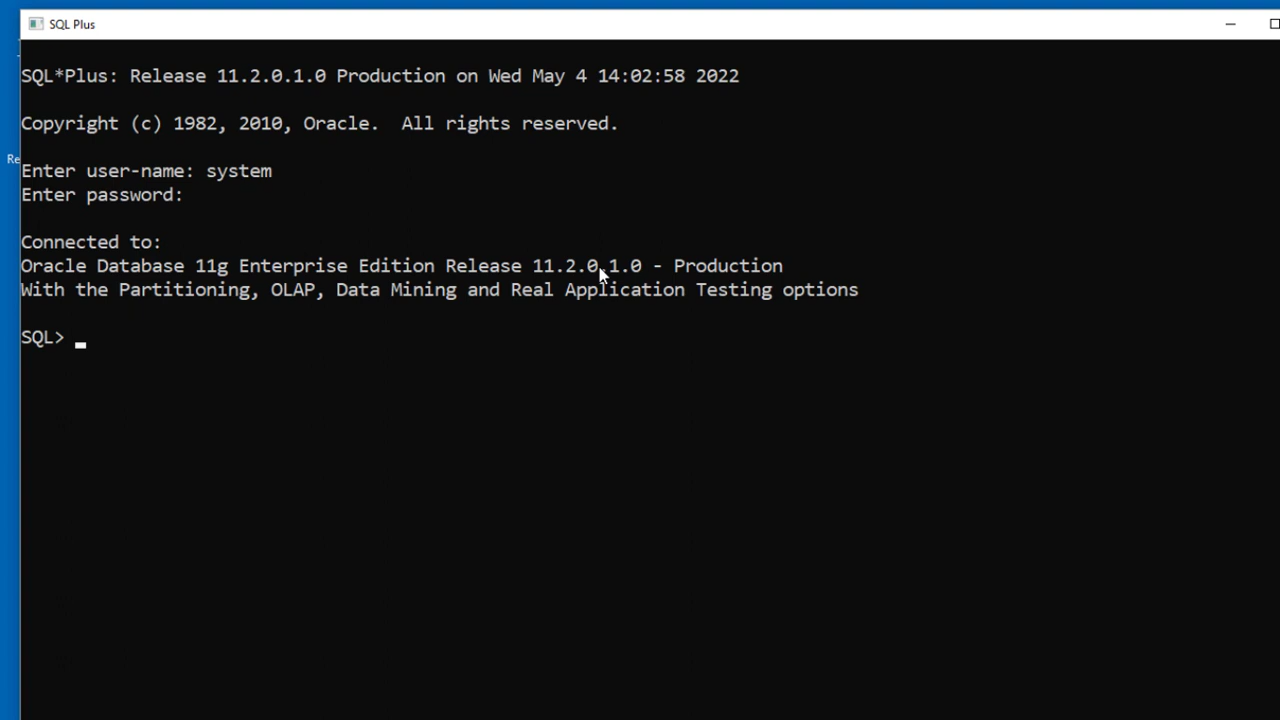 SQL Plus
SQL*Plus: Release 11.2.0.1.0 Production on Wed May 4 14:02:58 2022
Copyright (c) 1982, 2010, Oracle.  All rights reserved.
Re
Enter user-name: system
Enter password:
Connected to:
Oracle Database 11g Enterprise Edition Release 11.2.0.1.0 - Production
With the Partitioning, OLAP, Data Mining and Real Application Testing options
SQL>